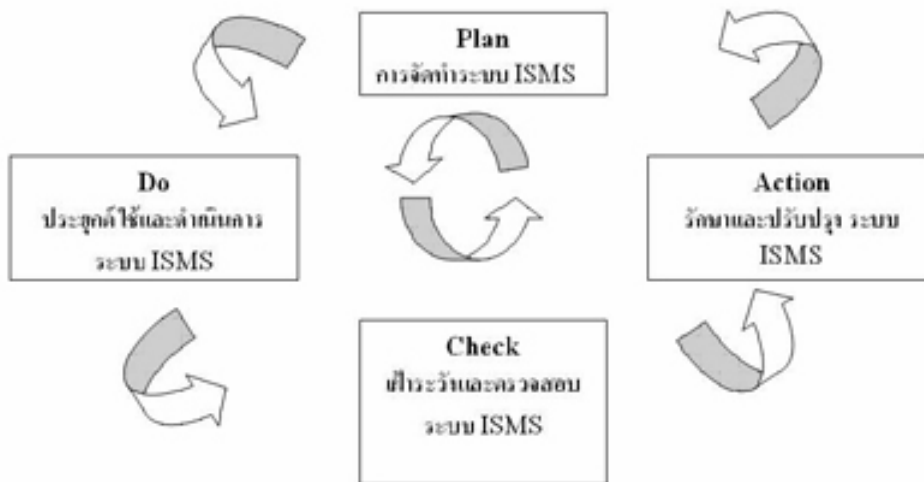 Plan
การจัดทำระบบ ISMS
Do
ประยุกต์ใช้และดำเนินการ
ระบบ ISMS
Action
รักษาและปรับปรุง ระบบ
ISMS
Check
เฝ้าระวังและตรวจสอบ
ระบบ ISMS